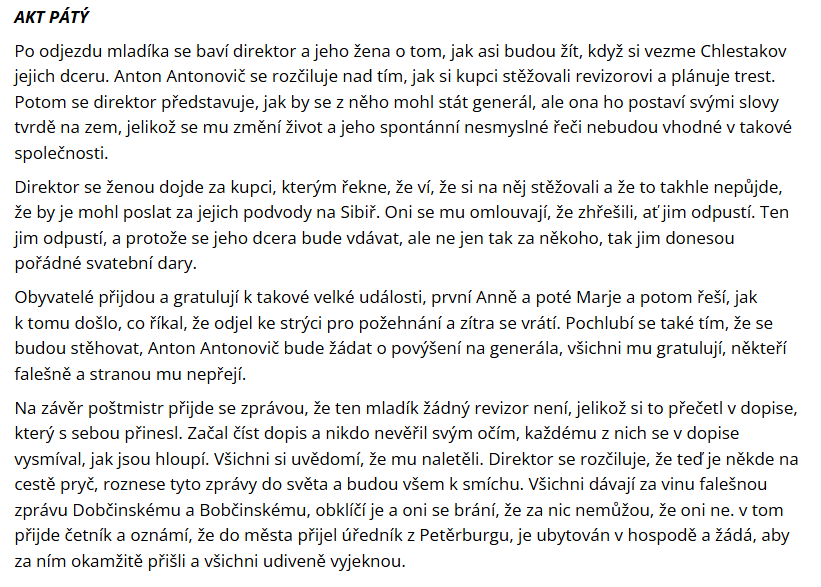 AKT PÁTÝ
Po odjezdu mladíka se baví direktor a jeho žena o tom, jak asi budou žít, když si vezme Chlestakov
jejich dceru. Anton Antonovič se rozčiluje nad tím, jak si kupci stěžovali revizorovi a plánuje trest.
Potom se direktor představuje, jak by se z něho mohl stát generál, ale ona ho postaví svými slovy
tvrdě na zem, jelikož se mu změní život a jeho spontánní nesmyslné řeči nebudou vhodné v takové
společnosti.
Direktor se ženou dojde za kupci, kterým řekne, že ví, že si na něj stěžovali a že to takhle nepůjde,
že by je mohl poslat za jejich podvody na Sibiř. Oni se mu omlouvají, že zhřešili, ať jim odpustí. Ten
jim odpustí, a protože se jeho dcera bude vdávat, ale ne jen tak za někoho, tak jim donesou
pořádné svatební dary.
Obyvatelé přijdou a gratulují k takové velké události, první Anně a poté Marje a potom řeší, jak
k tomu došlo, co říkal, že odjel ke strýci pro požehnání a zítra se vrátí. Pochlubí se také tím, že se
budou stěhovat, Anton Antonovič bude žádat o povýšení na generála, všichni mu gratulují, někteří
falešně a stranou mu nepřejí.
Na závěr poštmistr přijde se zprávou, že ten mladík žádný revizor není, jelikož si to přečetl v dopise,
který s sebou přinesl. Začal číst dopis a nikdo nevěřil svým očím, každému z nich se v dopise
vysmíval, jak jsou hloupí. Všichni si uvědomí, že mu naletěli. Direktor se rozčiluje, že teď je někde na
cestě pryč, roznese tyto zprávy do světa a budou všem k smíchu. Všichni dávají za vinu falešnou
zprávu Dobčinskému a Bobčinskému, obklíčí je a oni se brání, že za nic nemůžou, že oni ne. v tom
přijde četník a oznámí, že do města přijel úředník z Petěrburgu, je ubytován v hospodě a žádá, aby
za ním okamžitě přišli a všichni udiveně vyjeknou.